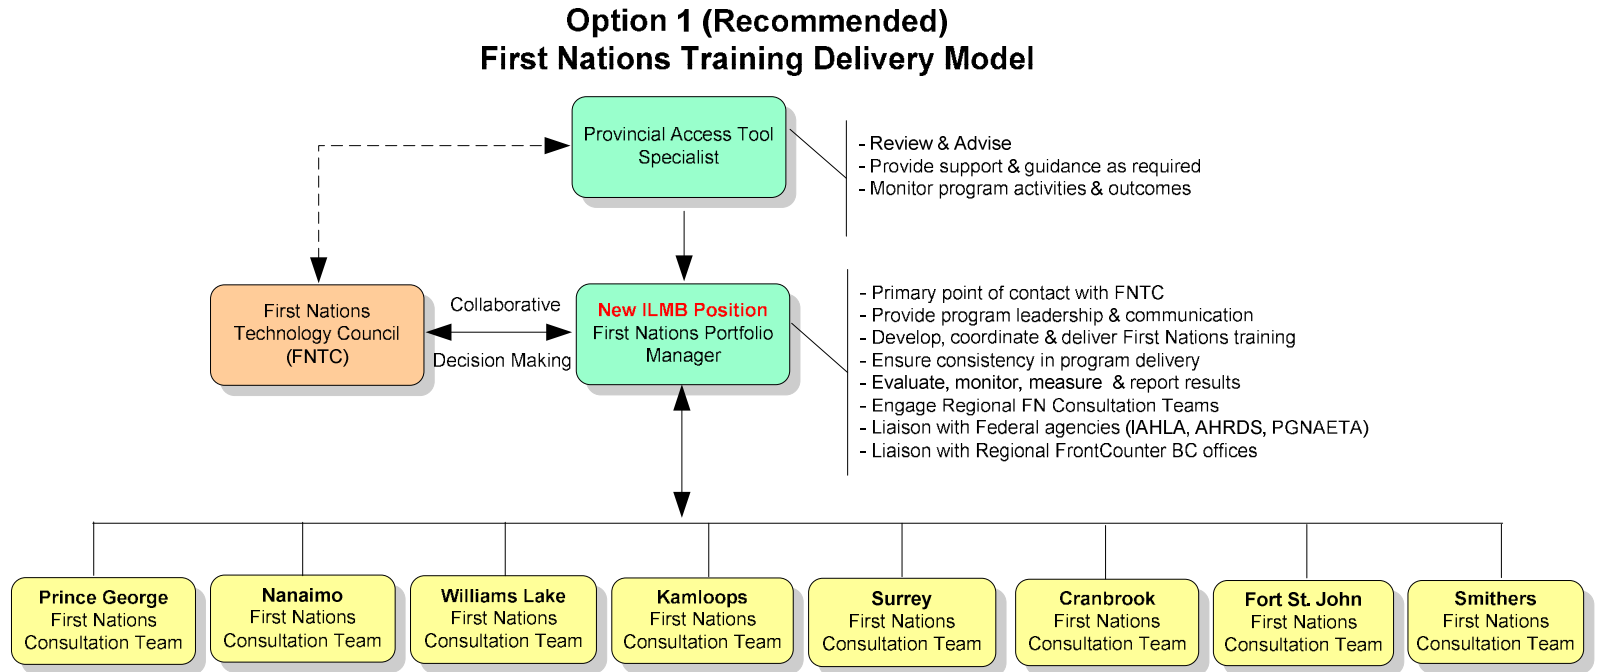 Option 1 (Recommended)
First Nations Training Delivery Model
Provincial Access Tool
Specialist
- Review & Advise
- Provide support & guidance as required
- Monitor program activities & outcomes
First Nations
Technology Council
(FNTC)
Collaborative
Decision Making
New ILMB Position
First Nations Portfolio
Manager
- Primary point of contact with FNTC
- Provide program leadership & communication
- Develop, coordinate & deliver First Nations training
- Ensure consistency in program delivery
- Evaluate, monitor, measure & report results
- Engage Regional FN Consultation Teams
- Liaison with Federal agencies (IAHLA, AHRDS, PGNAETA)
- Liaison with Regional FrontCounter BC offices
Prince George
First Nations
Consultation Team
Nanaimo
First Nations
Consultation Team
Williams Lake
First Nations
Consultation Team
Kamloops
First Nations
Consultation Team
Surrey
First Nations
Consultation Team
Cranbrook
First Nations
Consultation Team
Fort St. John
First Nations
Consultation Team
Smithers
First Nations
Consultation Team